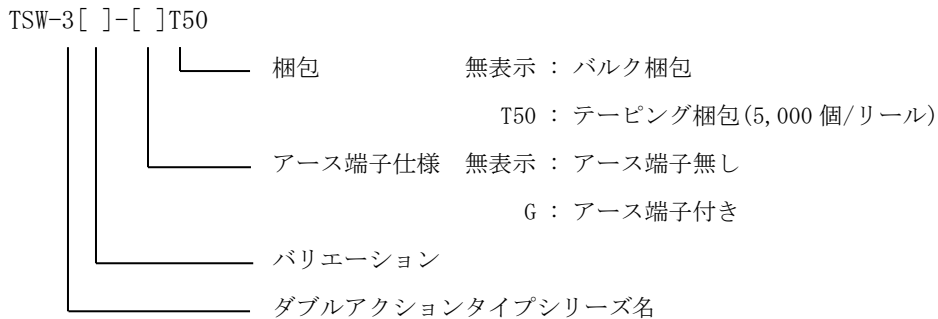 TSW-3[ ]-[ ]T50
梱包 無表示 : バルク梱包
T50 : テーピング梱包(5,000 個/リール)
アース端子仕様 無表示 : アース端子無し
G : アース端子付き
バリエーション
ダブルアクションタイプシリーズ名